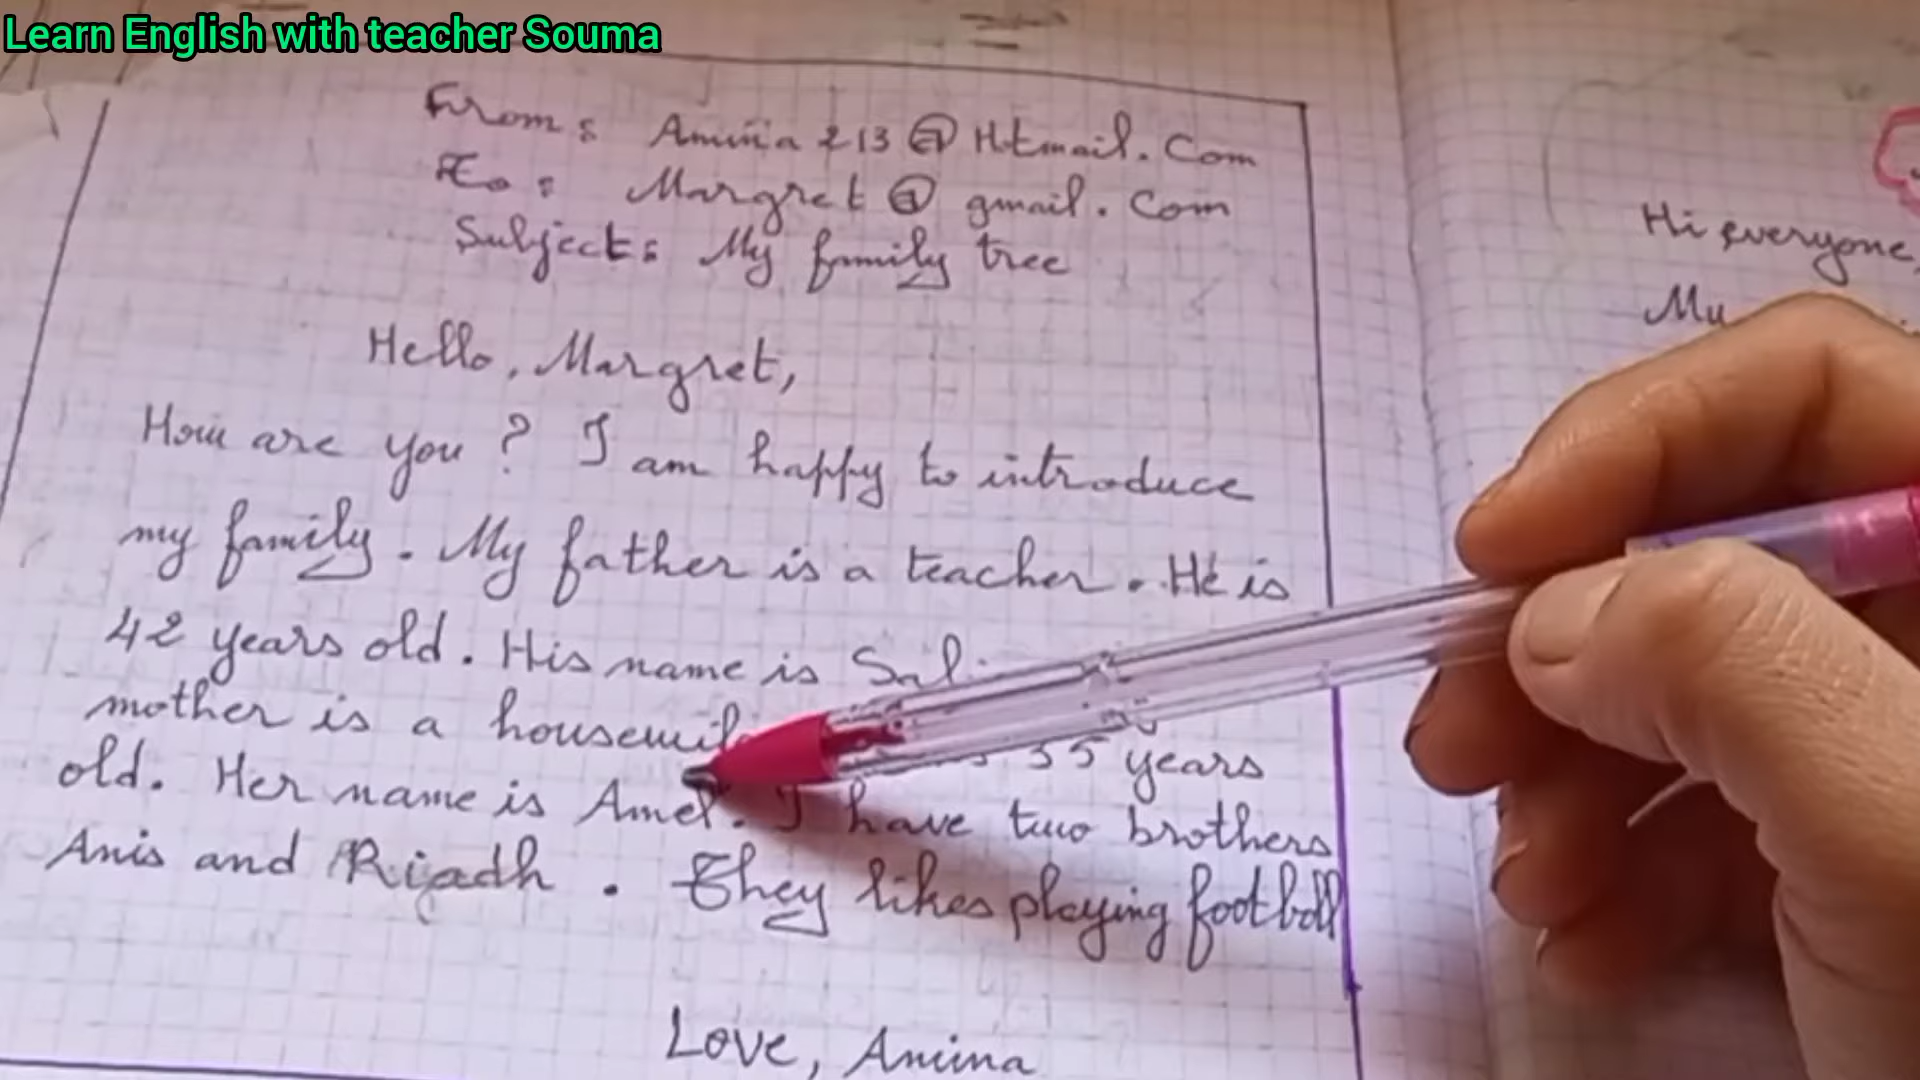 Learn English with teacher Souma
From: Amina 213 @ Hotmail.Com
To: Margret @ gmail.Com
Subject: My family tree
Hello, Margret,
How are you? I am happy to introduce
my family. My father is a teacher. He is
42 years old. His name is
mother is a 35 years
old. Her name is Amel. I have two brothers
Anis and Riadh. They likes playing football
Love, Amina
Hi everyone,